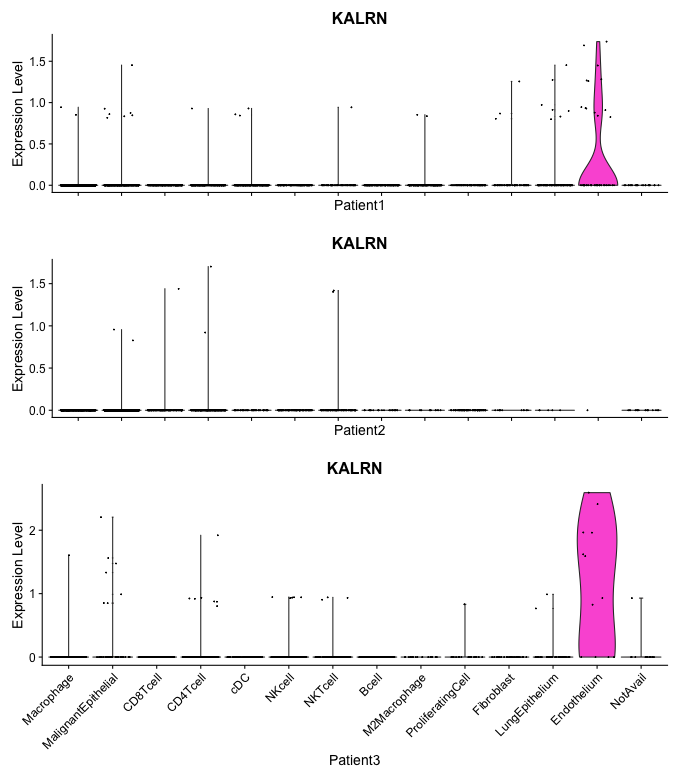 KALRN
Expression Level
1.5
1.0
0.5
0.0
Patient1
KALRN
Expression Level
1.5
1.0
0.5
0.0
Patient2
KALRN
Expression Level
2
1
0
Macrophage
MalignantEpithelial
CD8Tcell
CD4Tcell
cDC
NKcell
NKTcell
Bcell
M2Macrophage
ProliferatingCell
Fibroblast
LungEpithelium
Endothelium
NotAvail
Patient3